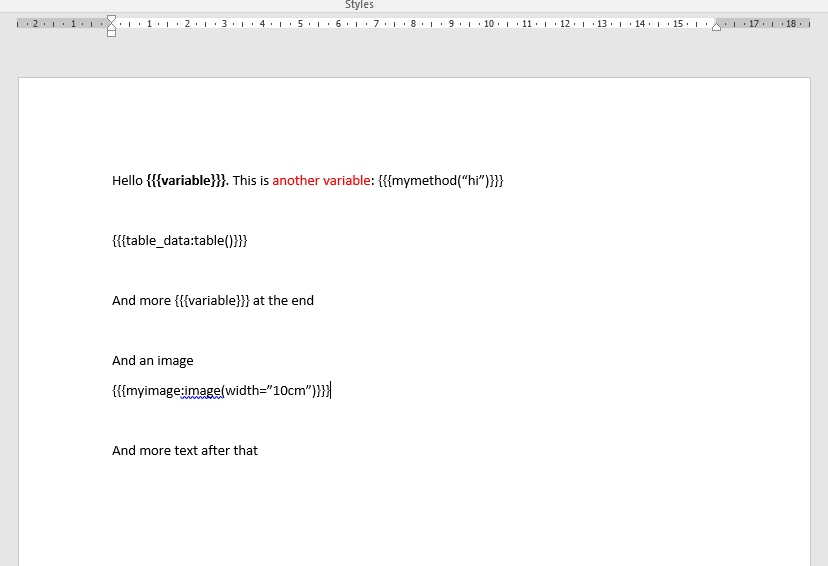 Styles
2 1 1 2 3 4 5 6 7 8 9 10 11 12 13 14 15 17 18
Hello {{{variable}}}. This is another variable: {{{mymethod(“hi”)}}}
{{{table_data:table()}}}
And more {{{variable}}} at the end
And an image
{{{myimage:image(width=”10cm”)}}}
And more text after that